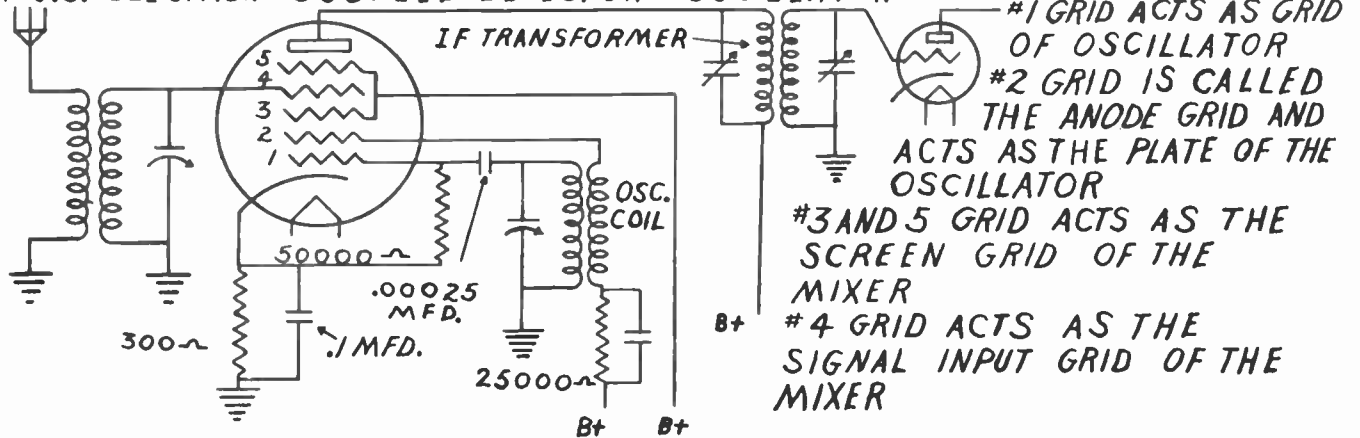 #1 GRID ACTS AS GRID
OF OSCILLATOR
#2 GRID IS CALLED
THE ANODE GRID AND
ACTS AS THE PLATE OF THE
OSCILLATOR
#3 AND 5 GRID ACTS AS THE
SCREEN GRID OF THE
MIXER
#4 GRID ACTS AS THE
SIGNAL INPUT GRID OF THE
MIXER
IF TRANSFORMER
5
4
3
2
1
OSC.
COIL
50000Ω
.00025
MFD.
300Ω
.1 MFD.
25000Ω
B+
B+
B+